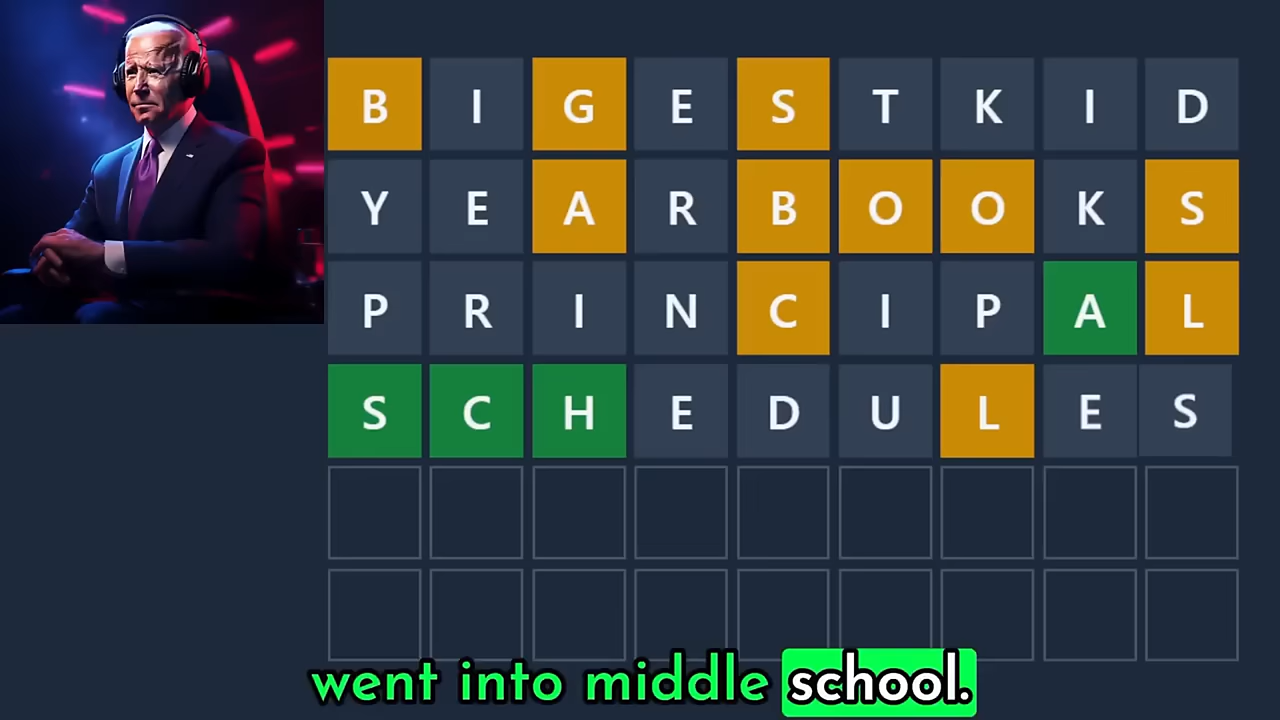 BIGESTKID
YEARBOOKS
PRINCIPAL
SCHEDULES
went into middle school.